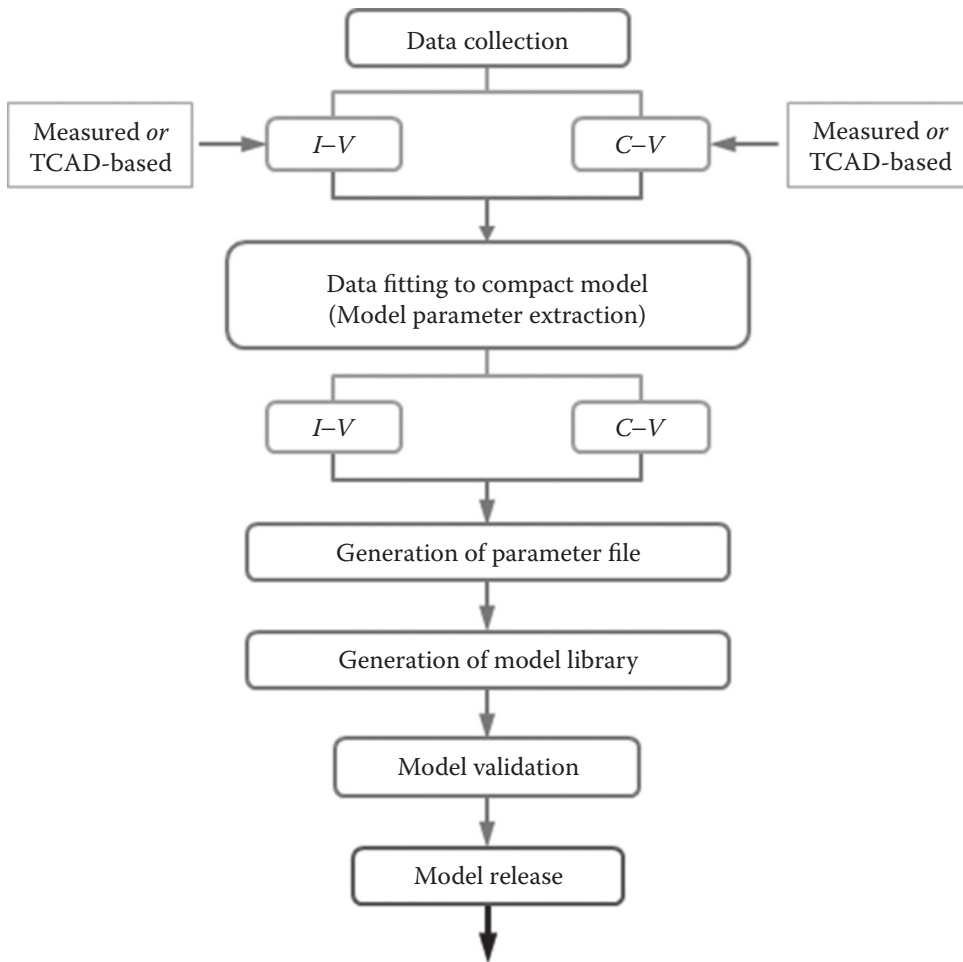 Data collection
Measured or
TCAD-based
I–V
C–V
Measured or
TCAD-based
Data fitting to compact model
(Model parameter extraction)
I–V
C–V
Generation of parameter file
Generation of model library
Model validation
Model release